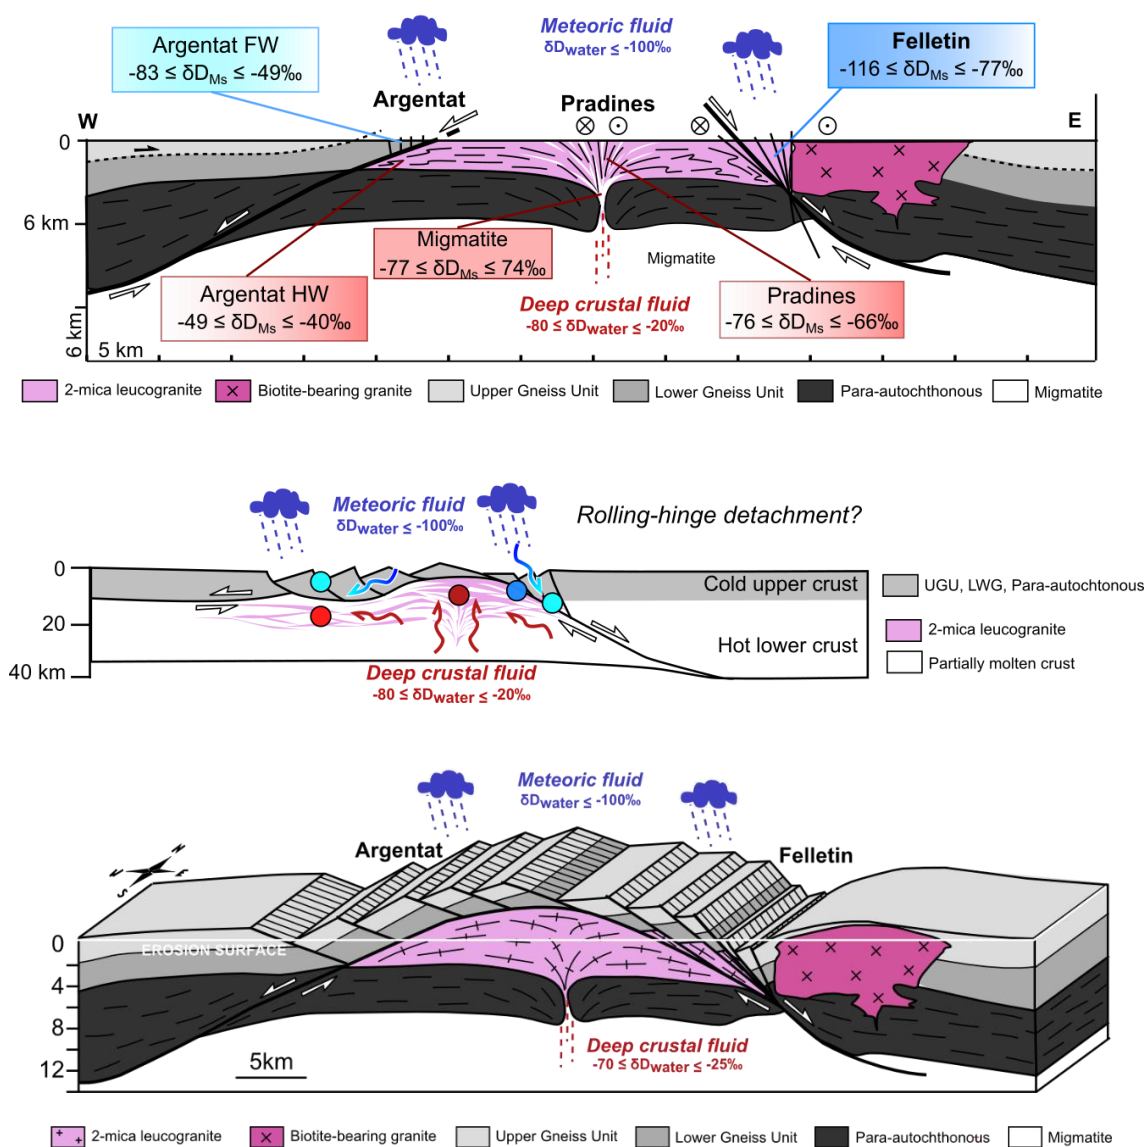 Meteoric fluid
δDwater ≤ -100‰
Argentat FW
-83 ≤ δDMs ≤ -49‰
Felletin
-116 ≤ δDMs ≤ -77‰
Argentat
Pradines
W
E
0
6 km
Migmatite
-77 ≤ δDMs ≤ 74‰
Migmatite
Argentat HW
-49 ≤ δDMs ≤ -40‰
Deep crustal fluid
-80 ≤ δDwater ≤ -20‰
Pradines
-76 ≤ δDMs ≤ -66‰
6 km
5 km
2-mica leucogranite
Biotite-bearing granite
Upper Gneiss Unit
Lower Gneiss Unit
Para-autochthonous
Migmatite
Meteoric fluid
δDwater ≤ -100‰
Rolling-hinge detachment?
0
20
40 km
Cold upper crust
Hot lower crust
UGU, LWG, Para-autochtonous
2-mica leucogranite
Partially molten crust
Deep crustal fluid
-80 ≤ δDwater ≤ -20‰
Meteoric fluid
δDwater ≤ -100‰
Argentat
Felletin
N
E
S
W
0
EROSION SURFACE
4
8
12
5km
Deep crustal fluid
-70 ≤ δDwater ≤ -25‰
2-mica leucogranite
Biotite-bearing granite
Upper Gneiss Unit
Lower Gneiss Unit
Para-autochthonous
Migmatite